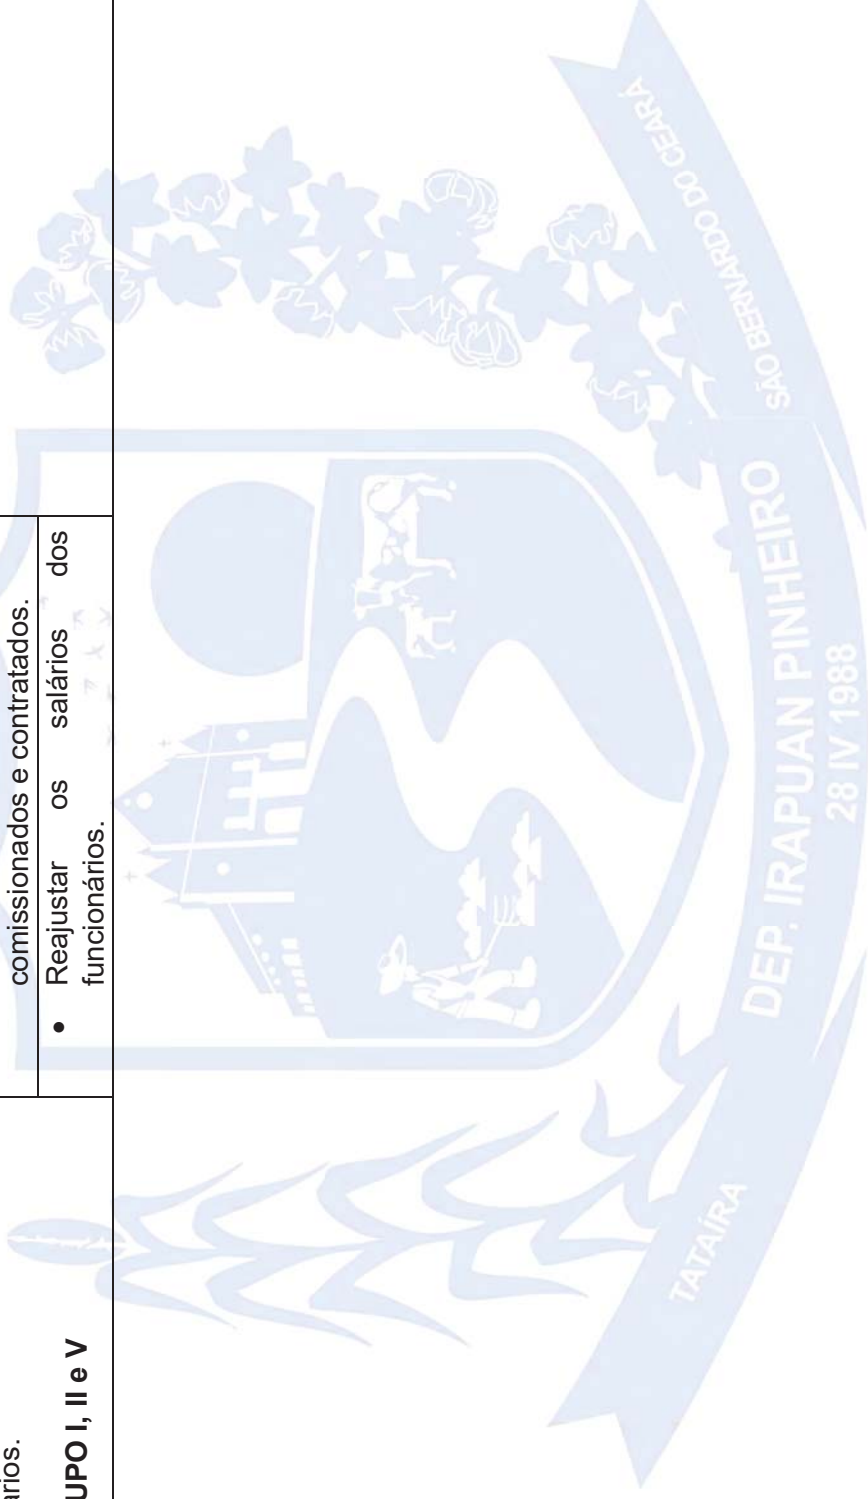 ários.
UPO I, II e V
comissionados e contratados.
• Reajustar os salários dos
funcionários.
TATAÍRA
DEP. IRAPUAN PINHEIRO
28 IV 1988
SÃO BERNARDO DO CEARÁ